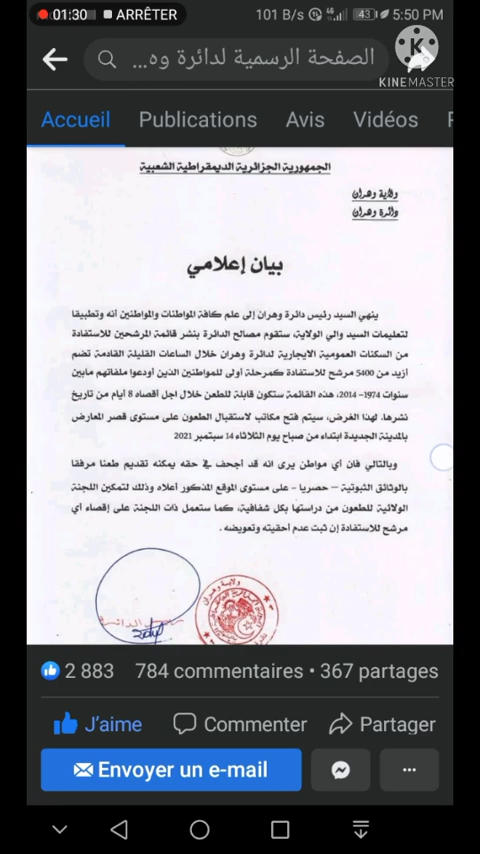 01:30 ARRÊTER 101 B/s 4G 43 5:50 PM
الصفحة الرسمية لدائرة وه...
KINEMASTER
Accueil Publications Avis Vidéos P
الجمهورية الجزائرية الديمقراطية الشعبية
ولاية وهران
دائرة وهران
بيان إعلامي
ينهي السيد رئيس دائرة وهران إلى علم كافة المواطنات والمواطنين أنه وتطبيقا
لتعليمات السيد والي الولاية، ستقوم مصالح الدائرة بنشر قائمة المرشحين للاستفادة
من السكنات العمومية الايجارية لدائرة وهران خلال الساعات القليلة القادمة تضم
أزيد من 5400 مرشح للاستفادة كمرحلة أولى للمواطنين الذين أودعوا ملفاتهم مابين
سنوات 1974-2014، هذه القائمة ستكون قابلة للطعن خلال اجل أقصاه 8 أيام من تاريخ
نشرها. لهذا الغرض، سيتم فتح مكاتب لاستقبال الطعون على مستوى قصر المعارض
بالمدينة الجديدة ابتداء من صباح يوم الثلاثاء 14 سبتمبر 2021
وبالتالي فان أي مواطن يرى انه قد أجحف في حقه يمكنه تقديم طعنا مرفقا
بالوثائق الثبوتية – حصريا - على مستوى الموقع المذكور أعلاه وذلك لتمكين اللجنة
الولائية للطعون من دراستها بكل شفافية، كما ستعمل ذات اللجنة على إقصاء أي
مرشح للاستفادة إن ثبت عدم أحقيته وتعويضه.
رئيس الدائرة
ولاية وهران
2 883 784 commentaires • 367 partages
J'aime Commenter Partager
Envoyer un e-mail